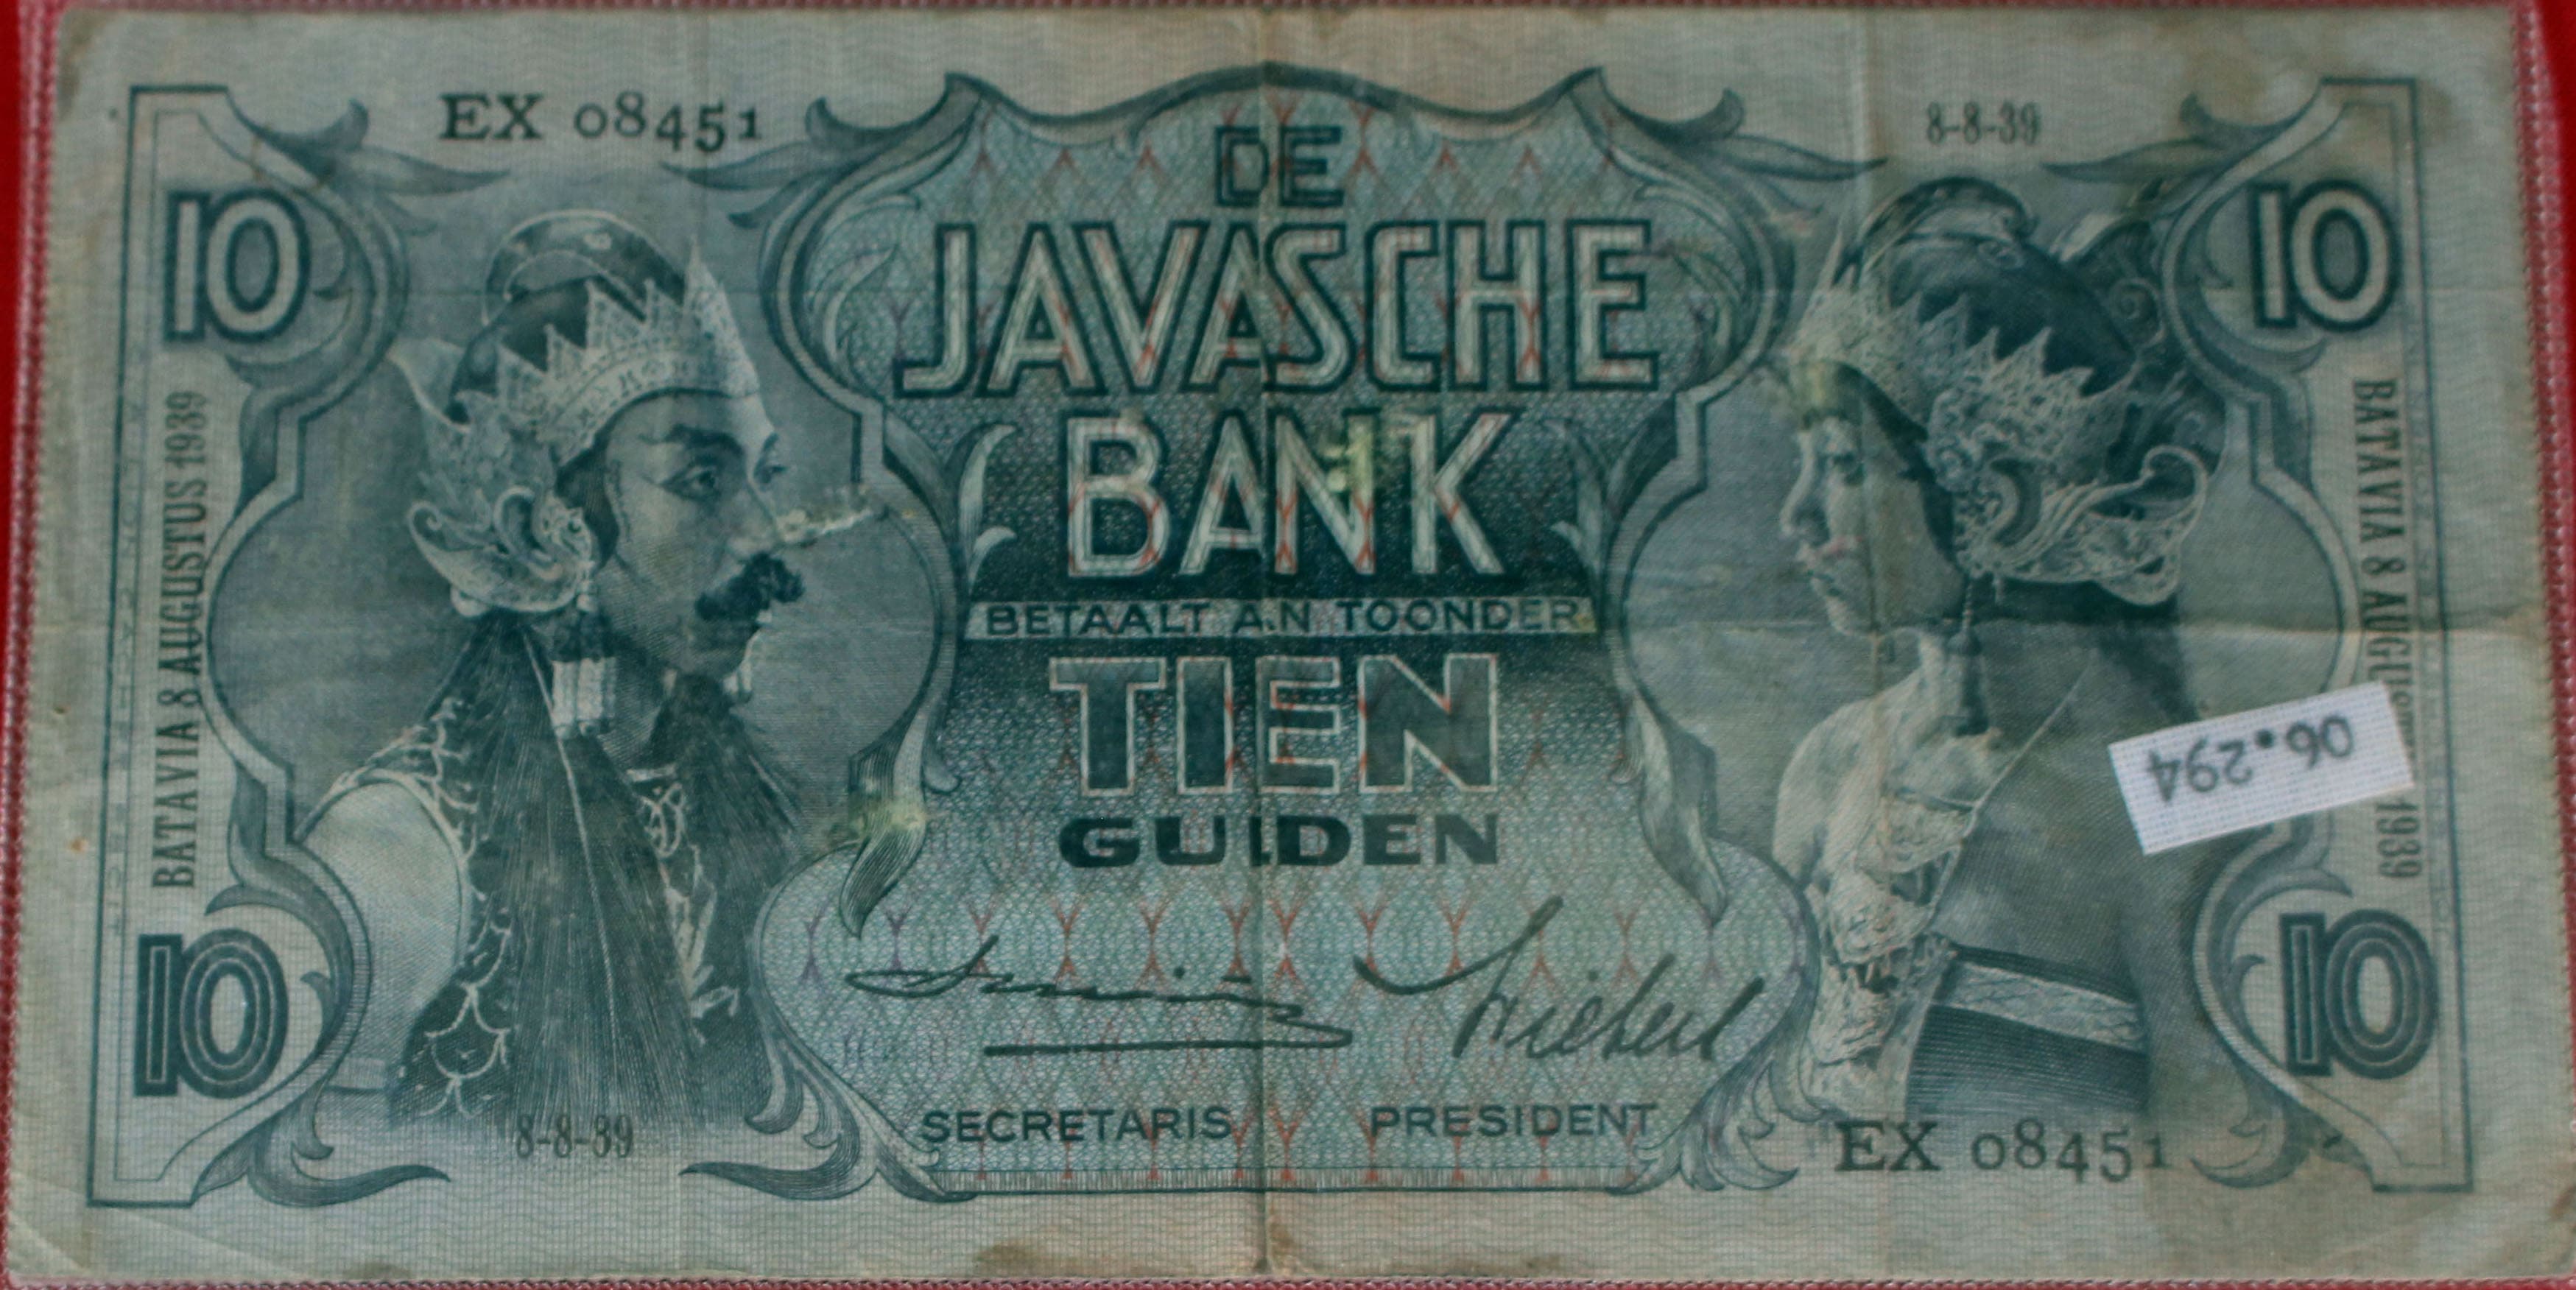 EX 08451
8-8-39
10
10
DE
JAVASCHE
BANK
BETAALT AAN TOONDER
TIEN
GULDEN
BATAVIA 8 AUGUSTUS 1939
BATAVIA 8 AUGUSTUS 1939
06.294
10
10
SECRETARIS
PRESIDENT
8-8-39
EX 08451